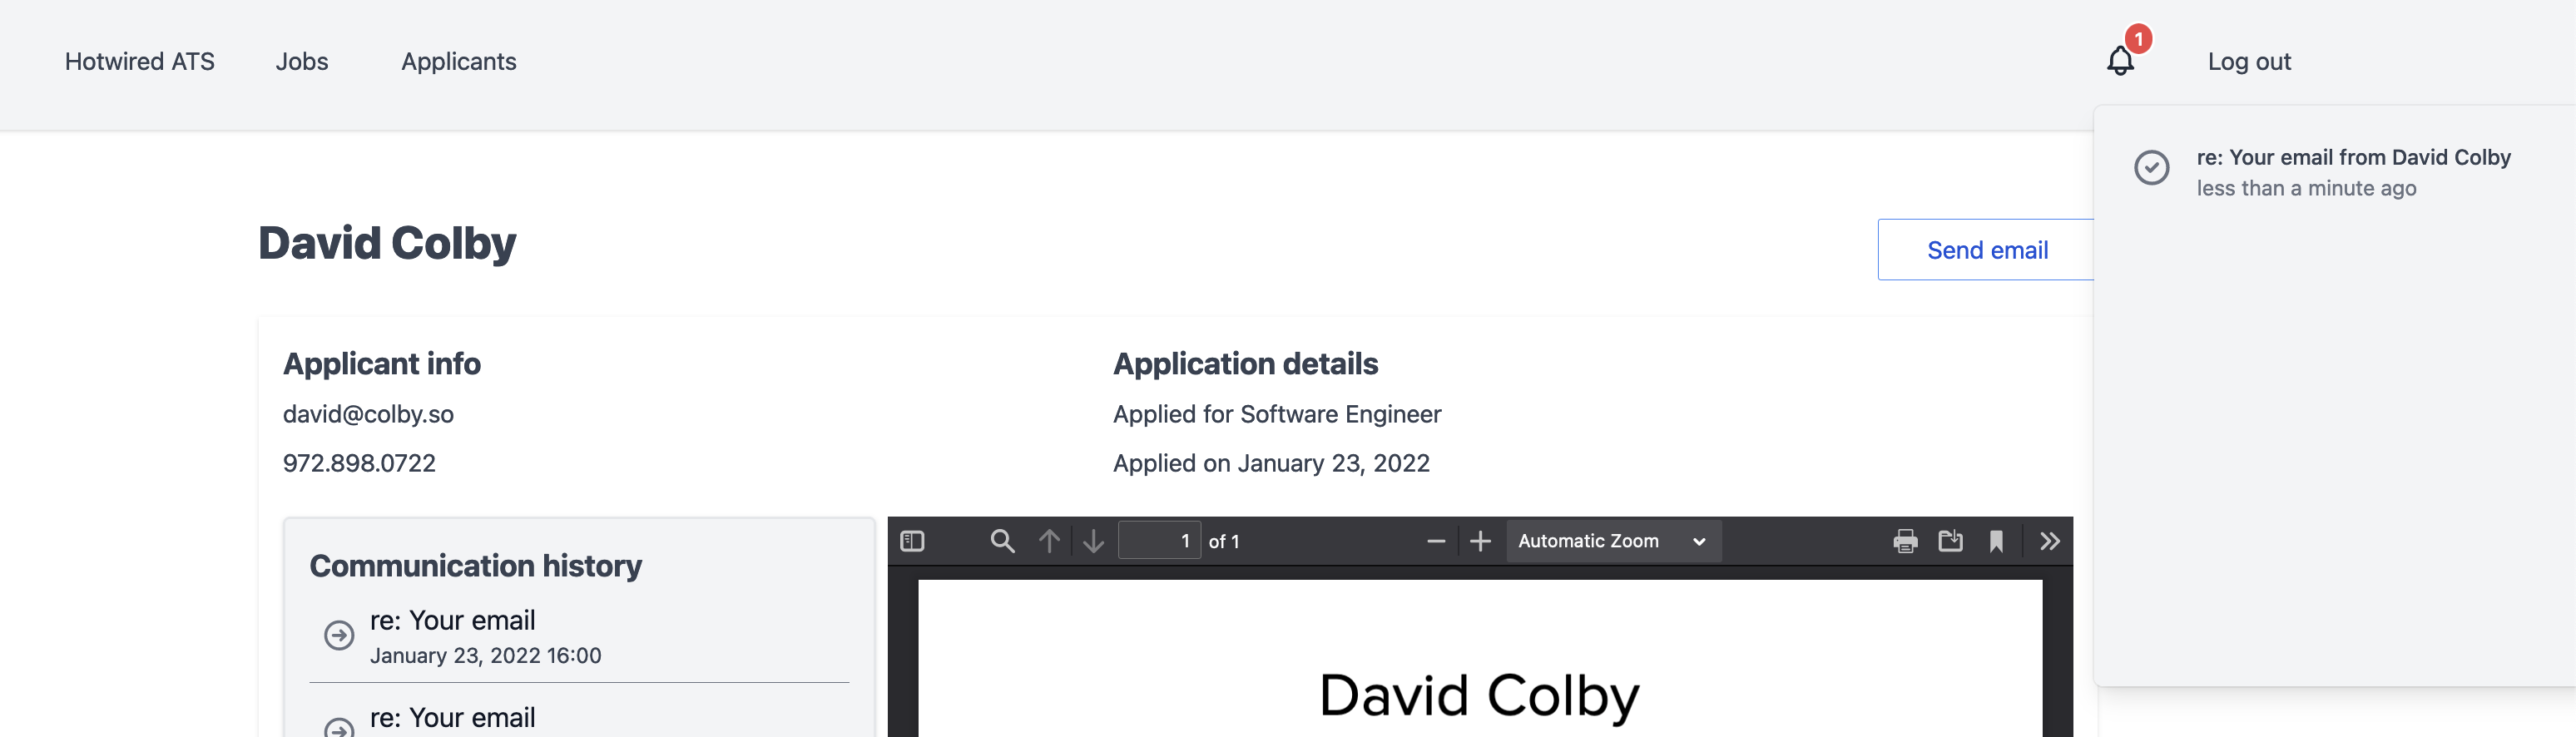 Hotwired ATS Jobs Applicants 1 Log out
re: Your email from David Colby
less than a minute ago
David Colby
Send email
Applicant info
david@colby.so
972.898.0722
Application details
Applied for Software Engineer
Applied on January 23, 2022
Communication history
re: Your email
January 23, 2022 16:00
re: Your email
1 of 1 Automatic Zoom
David Colby